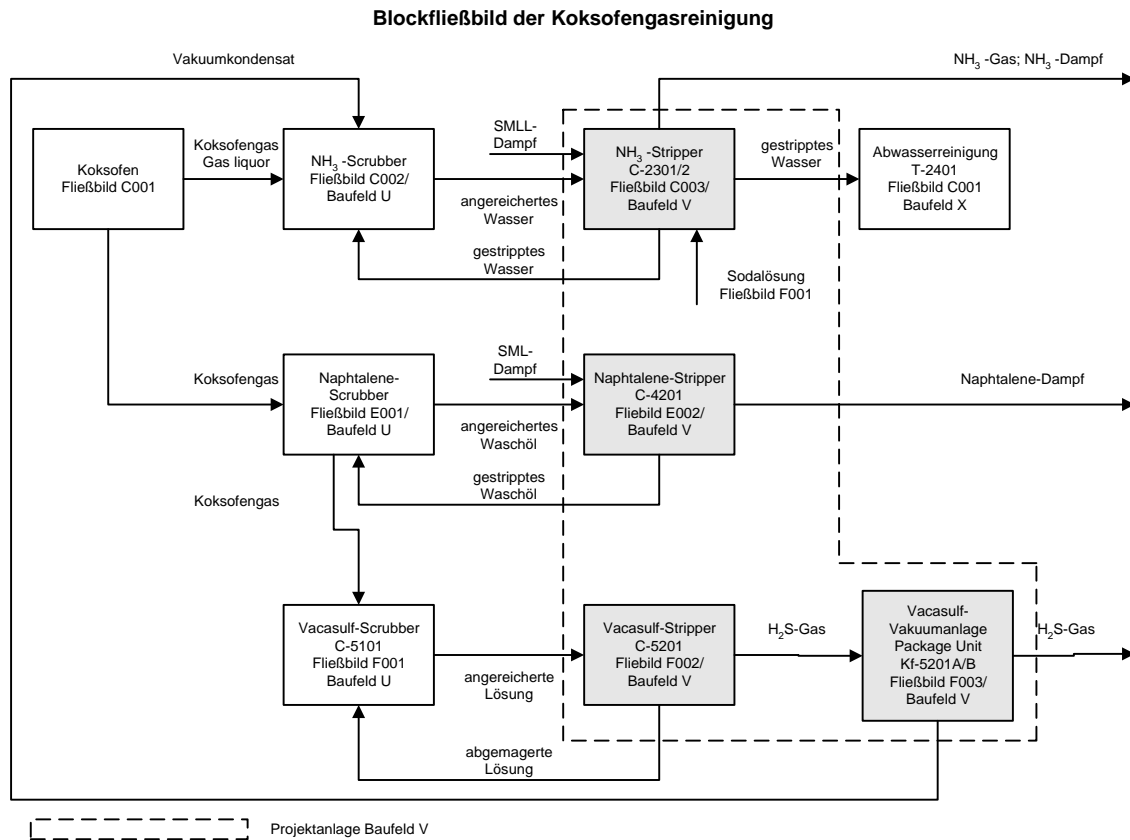 Blockfließbild der Koksofengasreinigung
Vakuumkondensat
NH₃ -Gas; NH₃ -Dampf
Koksofen
Fließbild C001
Koksofengas
Gas liquor
NH₃ -Scrubber
Fließbild C002/
Baufeld U
SMLL-
Dampf
angereichertes
Wasser
gestripptes
Wasser
NH₃ -Stripper
C-2301/2
Fließbild C003/
Baufeld V
gestripptes
Wasser
Abwasserreinigung
T-2401
Fließbild C001
Baufeld X
Sodalösung
Fließbild F001
Koksofengas
Naphtalene-
Scrubber
Fließbild E001/
Baufeld U
SML-
Dampf
angereichertes
Waschöl
gestripptes
Waschöl
Naphtalene-Stripper
C-4201
Fliebild E002/
Baufeld V
Naphtalene-Dampf
Koksofengas
Vacasulf-Scrubber
C-5101
Fließbild F001
Baufeld U
angereicherte
Lösung
abgemagerte
Lösung
Vacasulf-Stripper
C-5201
Fliebild F002/
Baufeld V
H₂S-Gas
Vacasulf-
Vakuumanlage
Package Unit
Kf-5201A/B
Fließbild F003/
Baufeld V
H₂S-Gas
Projektanlage Baufeld V